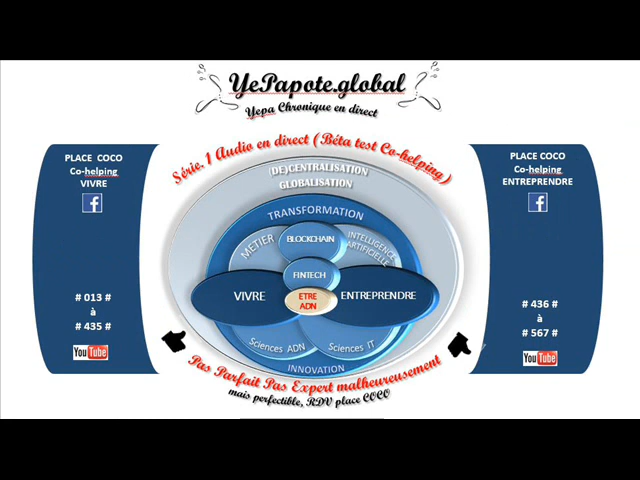 YePapote.global
Yepa Chronique en direct
Série, 1 Audio en direct (Béta test Co-helping)
PLACE COCO
Co-helping
VIVRE
# 013 #
à
# 435 #
YouTube
(DE)CENTRALISATION
GLOBALISATION
TRANSFORMATION
METIER
BLOCKCHAIN
INTELLIGENCE
ARTIFICIELLE
FINTECH
VIVRE
ETRE
ADN
ENTREPRENDRE
Sciences ADN
Sciences IT
INNOVATION
PLACE COCO
Co-helping
ENTREPRENDRE
# 436 #
à
# 567 #
YouTube
Pas Parfait Pas Expert malheureusement
mais perfectible, RDV place COCO